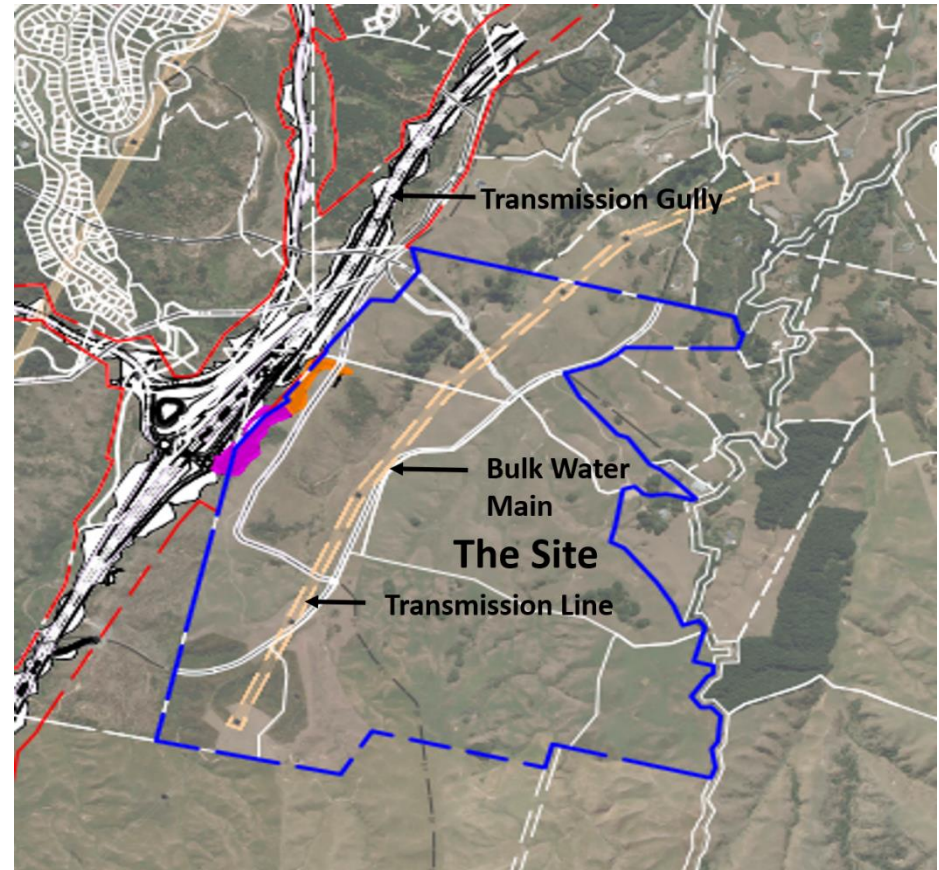 Transmission Gully
Bulk Water
Main
The Site
Transmission Line